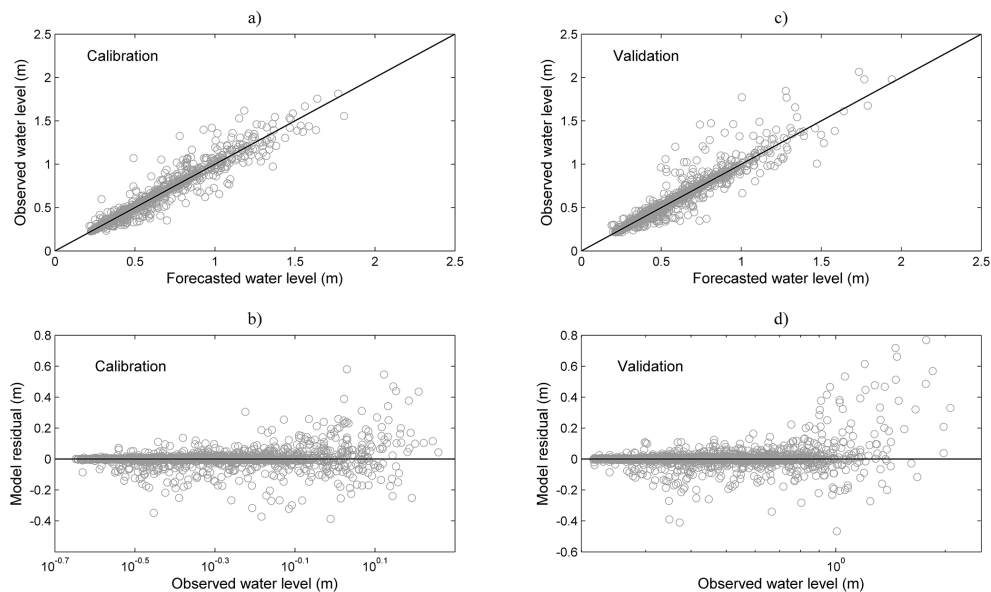 a)
Calibration
Observed water level (m)
2.5
2
1.5
1
0.5
0
0 0.5 1 1.5 2 2.5
Forecasted water level (m)
c)
Validation
Observed water level (m)
2.5
2
1.5
1
0.5
0
0 0.5 1 1.5 2 2.5
Forecasted water level (m)
b)
Calibration
Model residual (m)
0.8
0.6
0.4
0.2
0
-0.2
-0.4
10^-0.7 10^-0.5 10^-0.3 10^-0.1 10^0.1
Observed water level (m)
d)
Validation
Model residual (m)
0.8
0.6
0.4
0.2
0
-0.2
-0.4
-0.6
10^0
Observed water level (m)